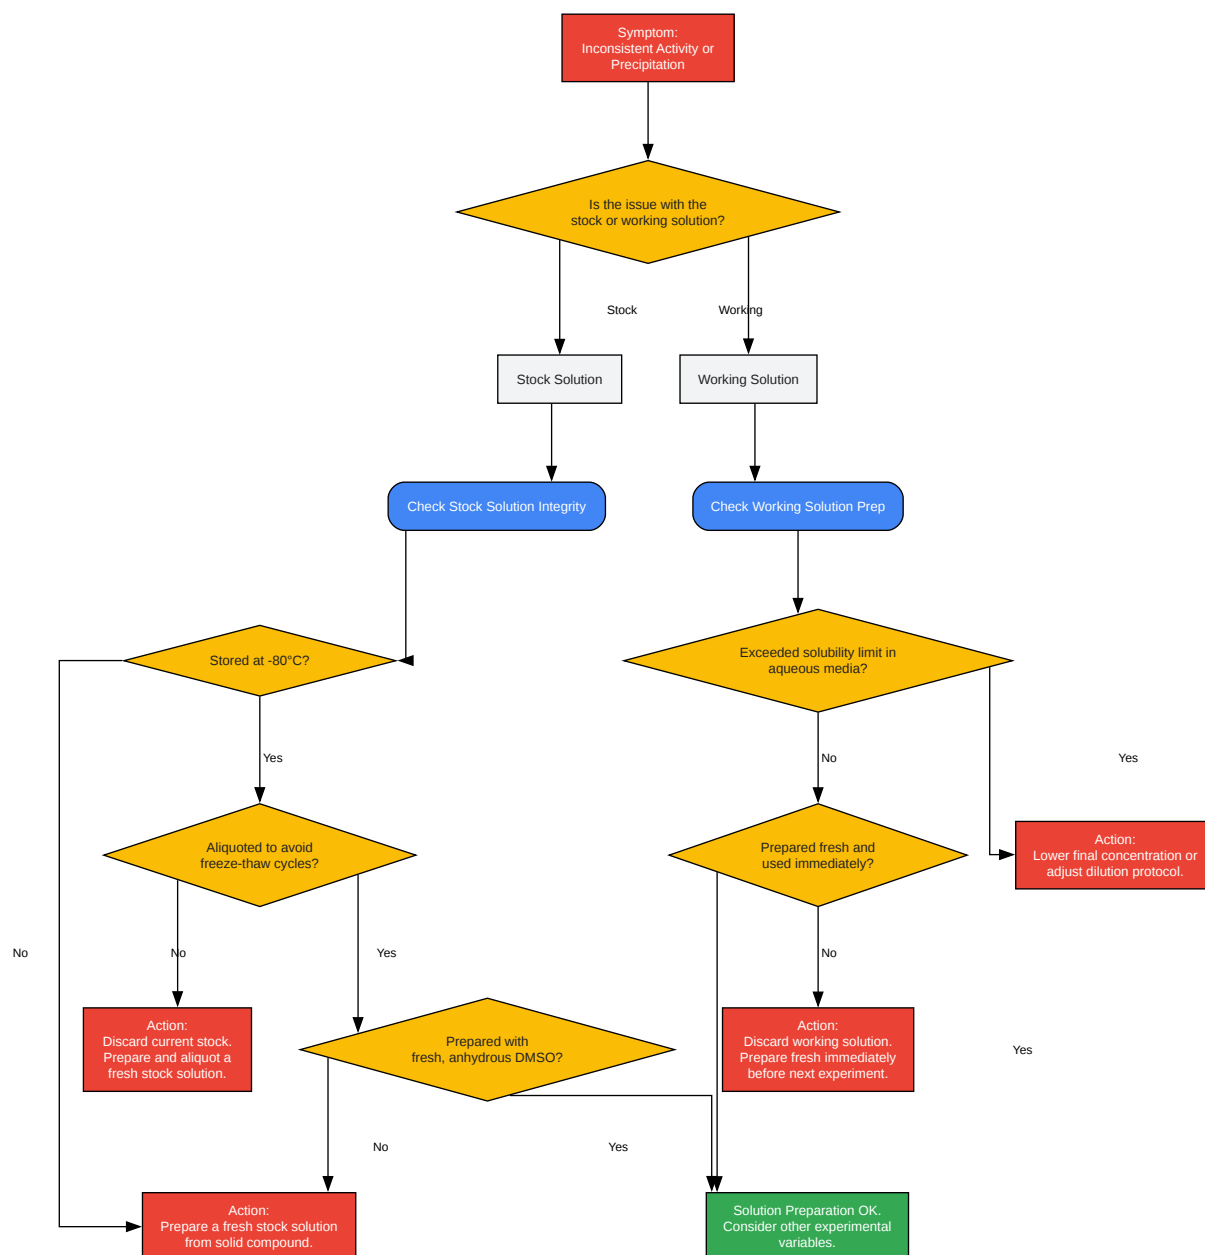 Symptom:
Inconsistent Activity or
Precipitation
Is the issue with the
stock or working solution?
Stock
Working
Stock Solution
Working Solution
Check Stock Solution Integrity
Check Working Solution Prep
Stored at -80°C?
Exceeded solubility limit in
aqueous media?
Yes
No
Yes
Aliquoted to avoid
freeze-thaw cycles?
Prepared fresh and
used immediately?
Action:
Lower final concentration or
adjust dilution protocol.
No
No
Yes
No
Action:
Discard current stock.
Prepare and aliquot a
fresh stock solution.
Prepared with
fresh, anhydrous DMSO?
Action:
Discard working solution.
Prepare fresh immediately
before next experiment.
Yes
No
Yes
Action:
Prepare a fresh stock solution
from solid compound.
Solution Preparation OK.
Consider other experimental
variables.